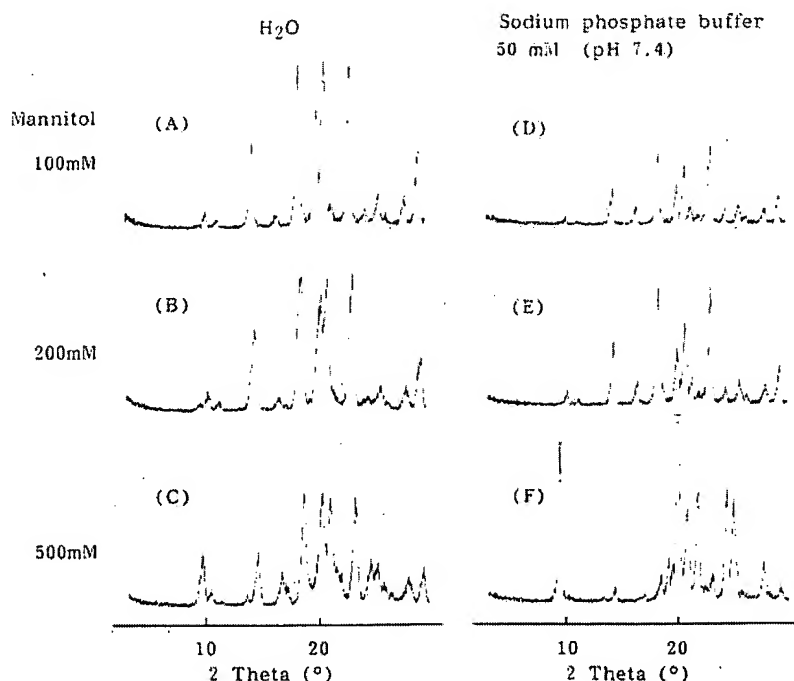 H2O
Sodium phosphate buffer
50 mM (pH 7.4)
Mannitol
100mM
(A)
(D)
200mM
(B)
(E)
500mM
(C)
(F)
10 20
10 20
2 Theta (°)
2 Theta (°)